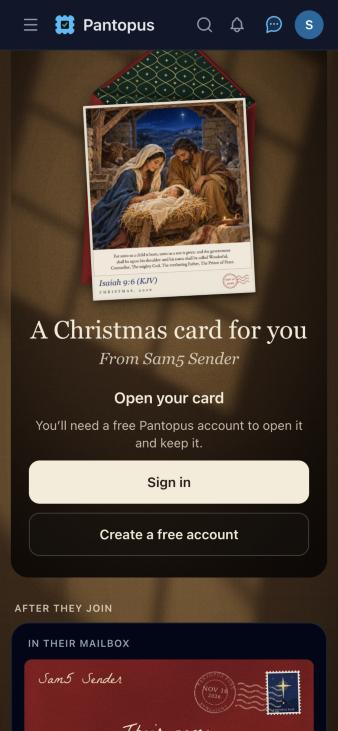 Pantopus
S
For unto us a child is born, unto us a son is given: and the government
shall be upon his shoulder: and his name shall be called Wonderful,
Counsellor, The mighty God, The everlasting Father, The Prince of Peace.
Isaiah 9:6 (KJV)
CHRISTMAS, 2026
A Christmas card for you
From Sam5 Sender
Open your card
You’ll need a free Pantopus account to open it
and keep it.
Sign in
Create a free account
AFTER THEY JOIN
IN THEIR MAILBOX
Sam5 Sender
NOV 18
2026